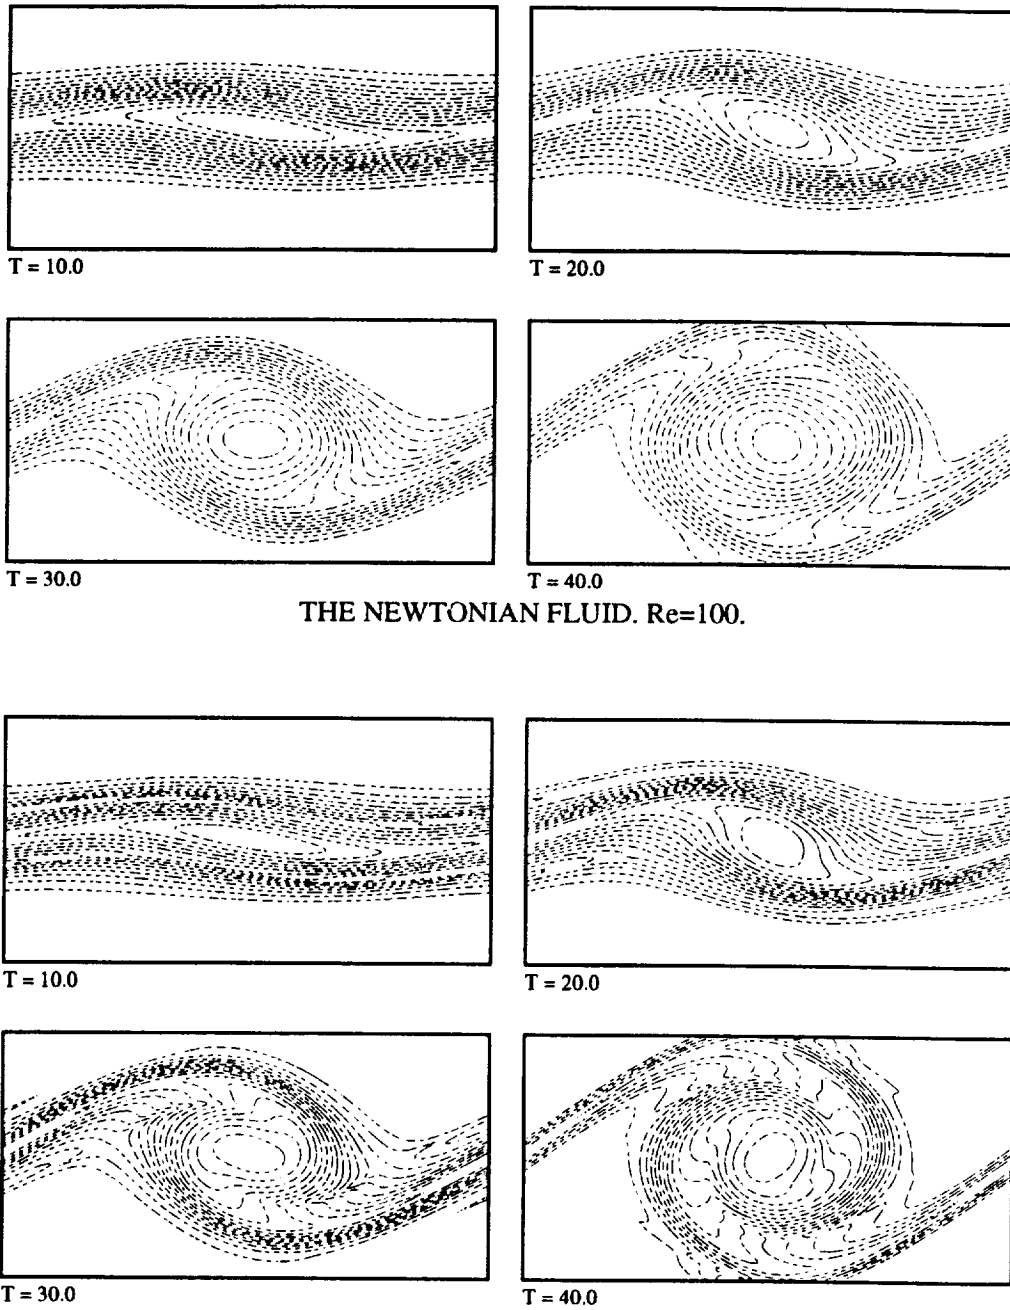 T = 10.0
T = 20.0
T = 30.0
T = 40.0
THE NEWTONIAN FLUID. Re=100.
T = 10.0
T = 20.0
T = 30.0
T = 40.0